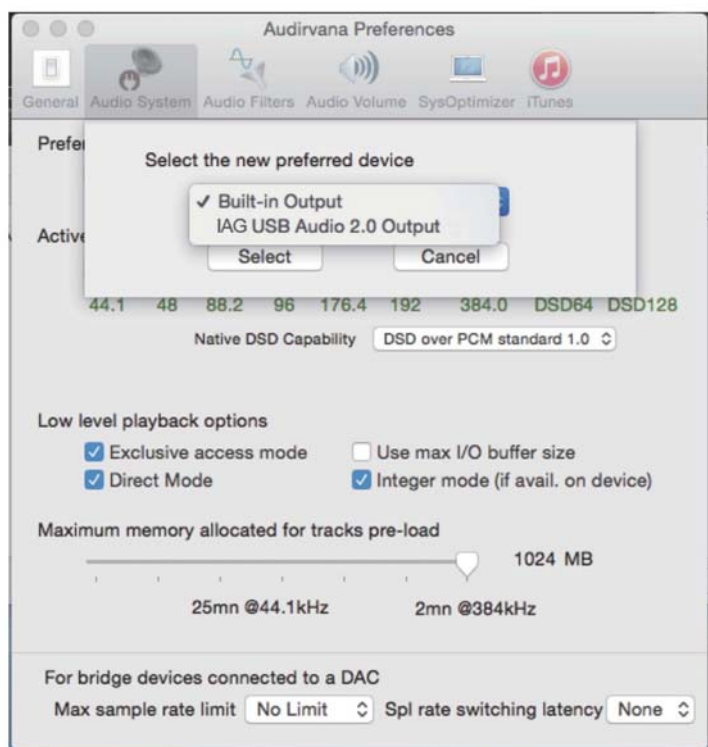 Audirvana Preferences
General Audio System Audio Filters Audio Volume SysOptimizer iTunes
Prefe
Select the new preferred device
✓ Built-in Output
IAG USB Audio 2.0 Output
Active
Select Cancel
44.1 48 88.2 96 176.4 192 384.0 DSD64 DSD128
Native DSD Capability DSD over PCM standard 1.0
Low level playback options
Exclusive access mode Use max I/O buffer size
Direct Mode Integer mode (if avail. on device)
Maximum memory allocated for tracks pre-load
1024 MB
25mn @44.1kHz 2mn @384kHz
For bridge devices connected to a DAC
Max sample rate limit No Limit Spl rate switching latency None